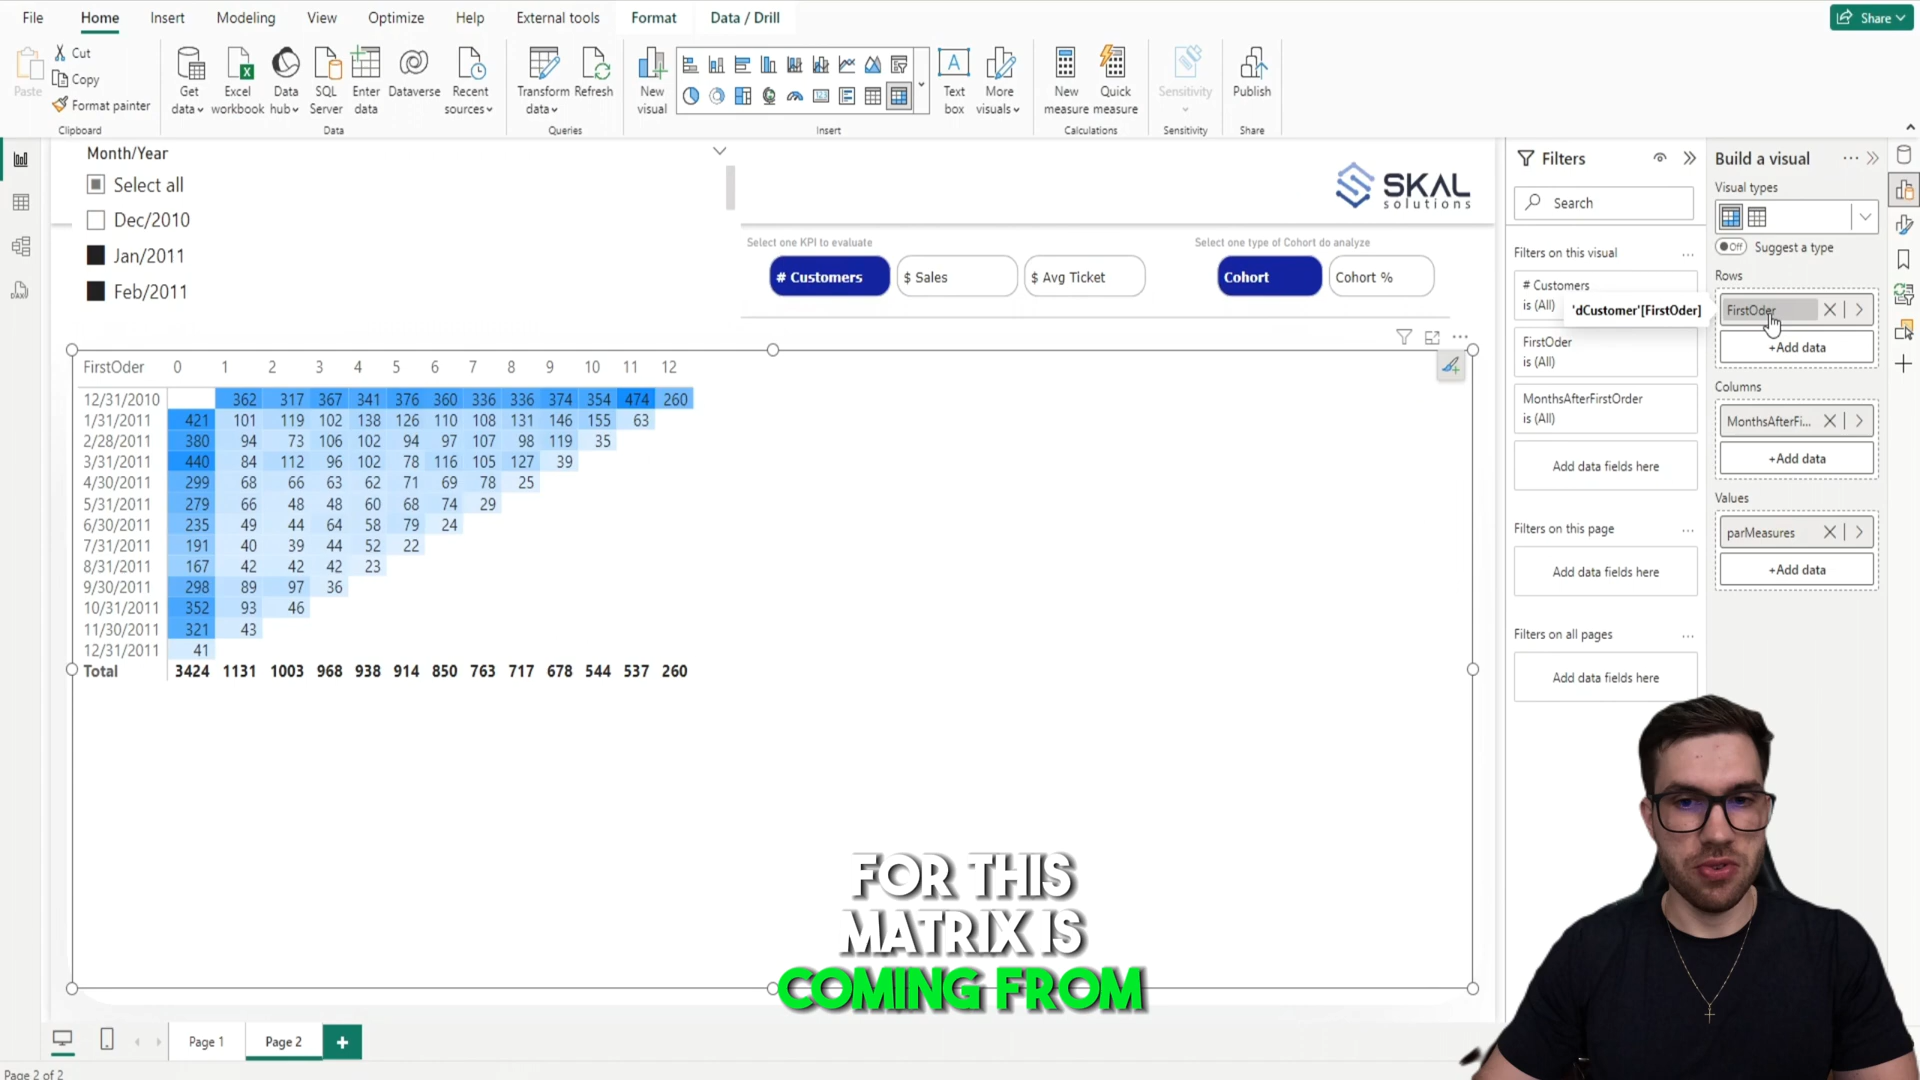 File Home Insert Modeling View Optimize Help External tools Format Data / Drill Share
Paste
Cut
Copy
Format painter
Clipboard
Get data
Excel workbook
Data hub
SQL Server
Enter data
Dataverse
Recent sources
Data
Transform data
Refresh
Queries
New visual
Text box
More visuals
Insert
New measure
Quick measure
Calculations
Sensitivity
Sensitivity
Publish
Share
Month/Year
Select all
Dec/2010
Jan/2011
Feb/2011
SKAL
solutions
Select one KPI to evaluate
# Customers $ Sales $ Avg Ticket
Select one type of Cohort do analyze
Cohort Cohort %
FirstOder 0 1 2 3 4 5 6 7 8 9 10 11 12
12/31/2010 362 317 367 341 376 360 336 336 374 354 474 260
1/31/2011 421 101 119 102 138 126 110 108 131 146 155 63
2/28/2011 380 94 73 106 102 94 97 107 98 119 35
3/31/2011 440 84 112 96 102 78 116 105 127 39
4/30/2011 299 68 66 63 62 71 69 78 25
5/31/2011 279 66 48 48 60 68 74 29
6/30/2011 235 49 44 64 58 79 24
7/31/2011 191 40 39 44 52 22
8/31/2011 167 42 42 42 23
9/30/2011 298 89 97 36
10/31/2011 352 93 46
11/30/2011 321 43
12/31/2011 41
Total 3424 1131 1003 968 938 914 850 763 717 678 544 537 260
Filters
Search
Filters on this visual
# Customers
is (All)
'dCustomer'[FirstOder]
FirstOder
is (All)
MonthsAfterFirstOrder
is (All)
Add data fields here
Filters on this page
Add data fields here
Filters on all pages
Add data fields here
Build a visual
Visual types
Off Suggest a type
Rows
FirstOder
+Add data
Columns
MonthsAfterFi...
+Add data
Values
parMeasures
+Add data
FOR THIS
MATRIX IS
COMING FROM
Page 1 Page 2
Page 2 of 2